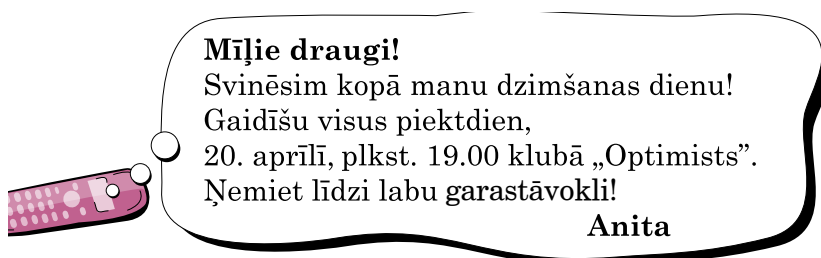 Mīļie draugi!
Svinēsim kopā manu dzimšanas dienu!
Gaidīšu visus piektdien,
20. aprīlī, plkst. 19.00 klubā „Optimists”.
Ņemiet līdzi labu garastāvokli!
Anita